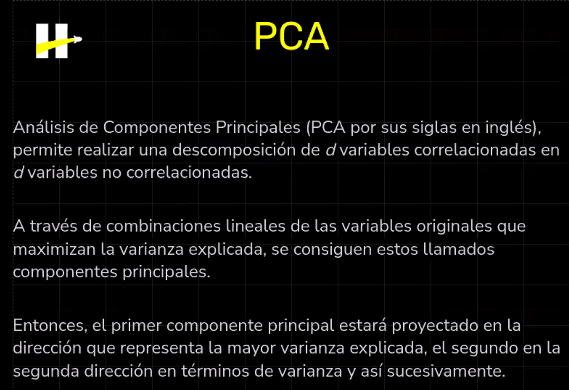 H
PCA
Análisis de Componentes Principales (PCA por sus siglas en inglés),
permite realizar una descomposición de d variables correlacionadas en
d variables no correlacionadas.
A través de combinaciones lineales de las variables originales que
maximizan la varianza explicada, se consiguen estos llamados
componentes principales.
Entonces, el primer componente principal estará proyectado en la
dirección que representa la mayor varianza explicada, el segundo en la
segunda dirección en términos de varianza y así sucesivamente.